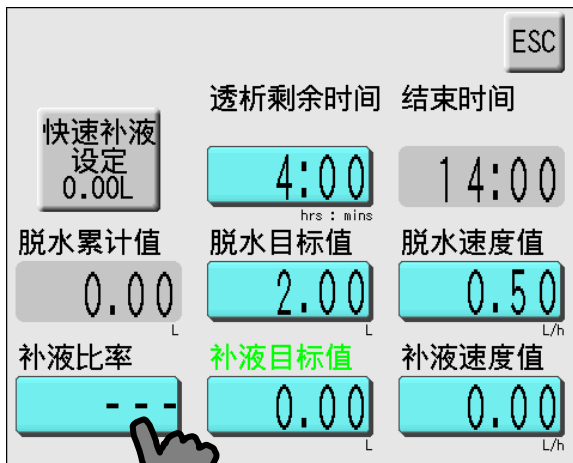 ESC
透析剩余时间 结束时间
快速补液
设定
0.00L
4:00 14:00
hrs : mins
脱水累计值 脱水目标值 脱水速度值
0.00 2.00 0.50
L L L/h
补液比率 补液目标值 补液速度值
--- 0.00 0.00
L L/h